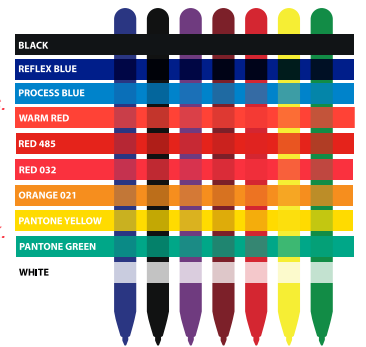 BLACK
REFLEX BLUE
PROCESS BLUE
WARM RED
RED 485
RED 032
ORANGE 021
PANTONE YELLOW
PANTONE GREEN
WHITE